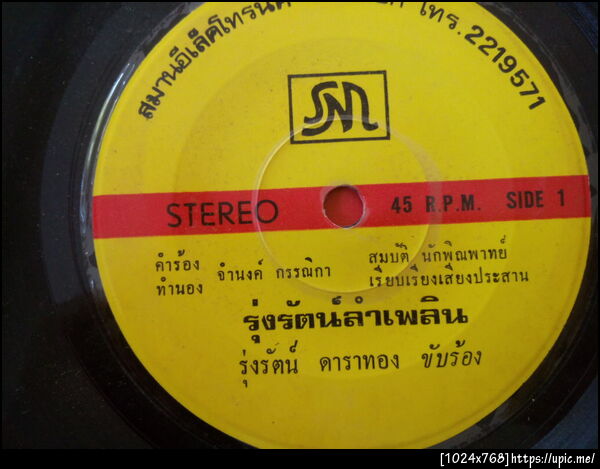 สมานอีเล็คโทรนิค โทร.2219571
SM
STEREO 45 R.P.M. SIDE 1
คำร้อง
ทำนอง จำนงค์ กรรณิกา
สมบัติ นักพิณพาทย์
เรียบเรียงเสียงประสาน
รุ่งรัตน์ลำเพลิน
รุ่งรัตน์ ดาราทอง ขับร้อง
[1024x768]https://upic.me/